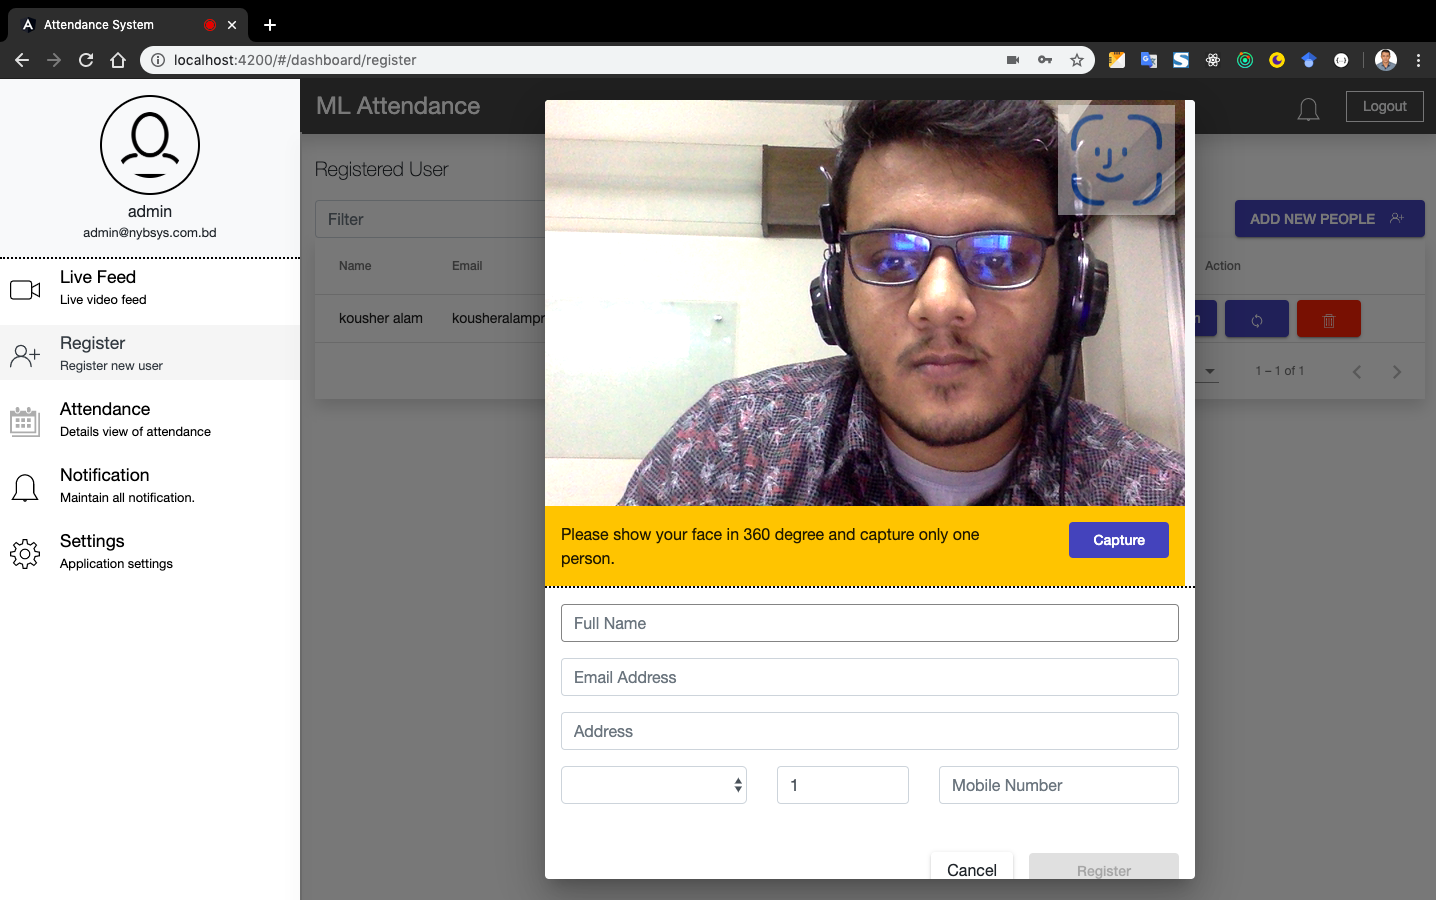 Attendance System
localhost:4200/#/dashboard/register
admin
admin@nybsys.com.bd
Live Feed
Live video feed
Register
Register new user
Attendance
Details view of attendance
Notification
Maintain all notification.
Settings
Application settings
ML Attendance
Logout
Registered User
Filter
ADD NEW PEOPLE
Name Email Action
kousher alam kousheralampr
1 – 1 of 1
Please show your face in 360 degree and capture only one
person.
Capture
Full Name
Email Address
Address
1 Mobile Number
Cancel Register